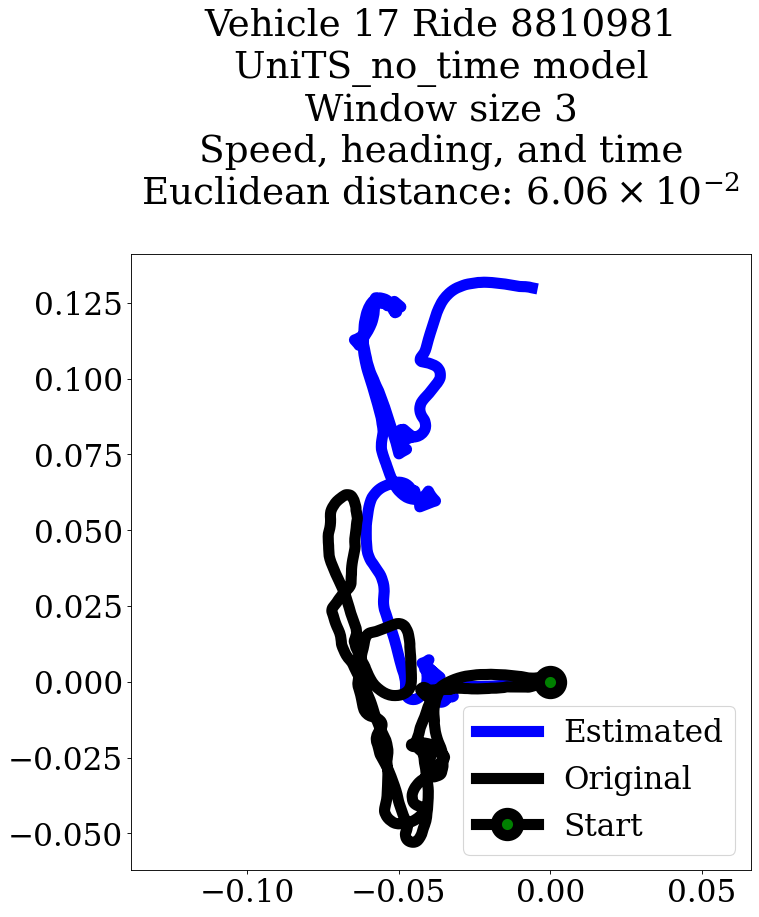 Vehicle 17 Ride 8810981
UniTS_no_time model
Window size 3
Speed, heading, and time
Euclidean distance: 6.06 × 10⁻²
0.125
0.100
0.075
0.050
0.025
0.000
−0.025
−0.050
Estimated
Original
Start
−0.10
−0.05
0.00
0.05